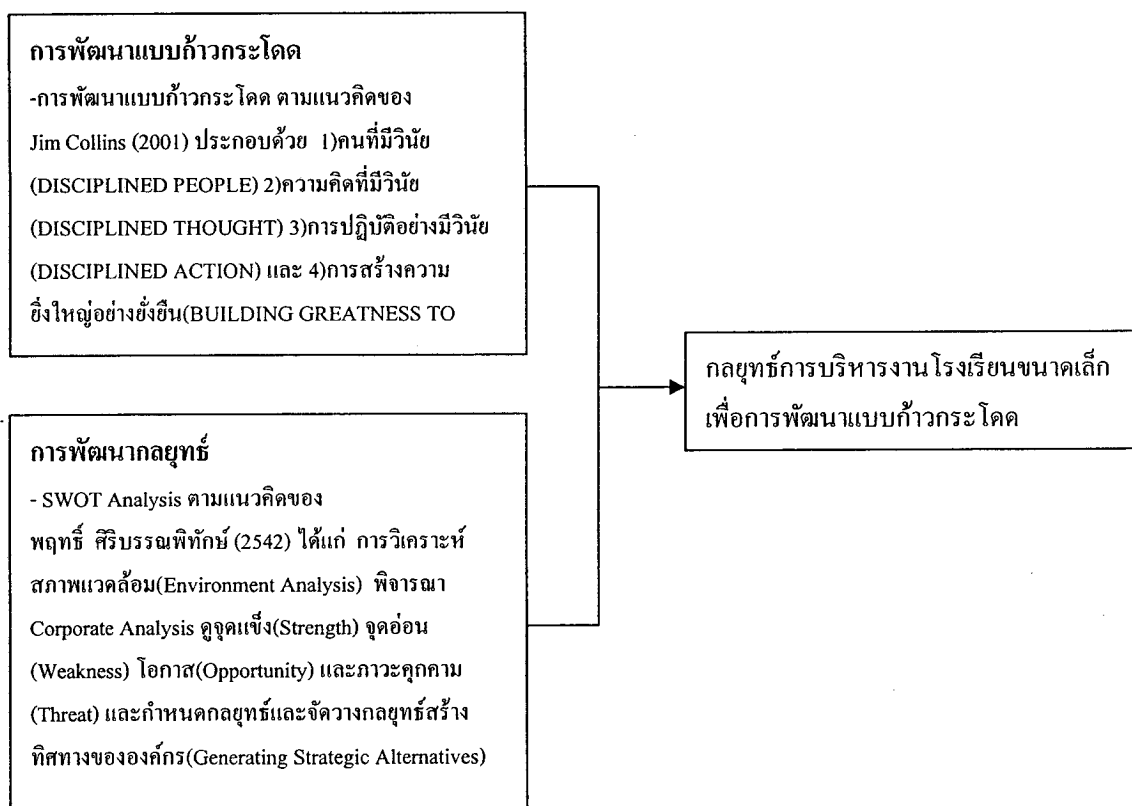 การพัฒนาแบบก้าวกระโดด
-การพัฒนาแบบก้าวกระโดด ตามแนวคิดของ
Jim Collins (2001) ประกอบด้วย 1)คนที่มีวินัย
(DISCIPLINED PEOPLE) 2)ความคิดที่มีวินัย
(DISCIPLINED THOUGHT) 3)การปฏิบัติอย่างมีวินัย
(DISCIPLINED ACTION) และ 4)การสร้างความ
ยิ่งใหญ่อย่างยั่งยืน(BUILDING GREATNESS TO
กลยุทธ์การบริหารงานโรงเรียนขนาดเล็ก
เพื่อการพัฒนาแบบก้าวกระโดด
การพัฒนากลยุทธ์
- SWOT Analysis ตามแนวคิดของ
พฤทธิ์ ศิริบรรณพิทักษ์ (2542) ได้แก่ การวิเคราะห์
สภาพแวดล้อม(Environment Analysis) พิจารณา
Corporate Analysis ดูจุดแข็ง(Strength) จุดอ่อน
(Weakness) โอกาส(Opportunity) และภาวะคุกคาม
(Threat) และกำหนดกลยุทธ์และจัดวางกลยุทธ์สร้าง
ทิศทางขององค์กร(Generating Strategic Alternatives)